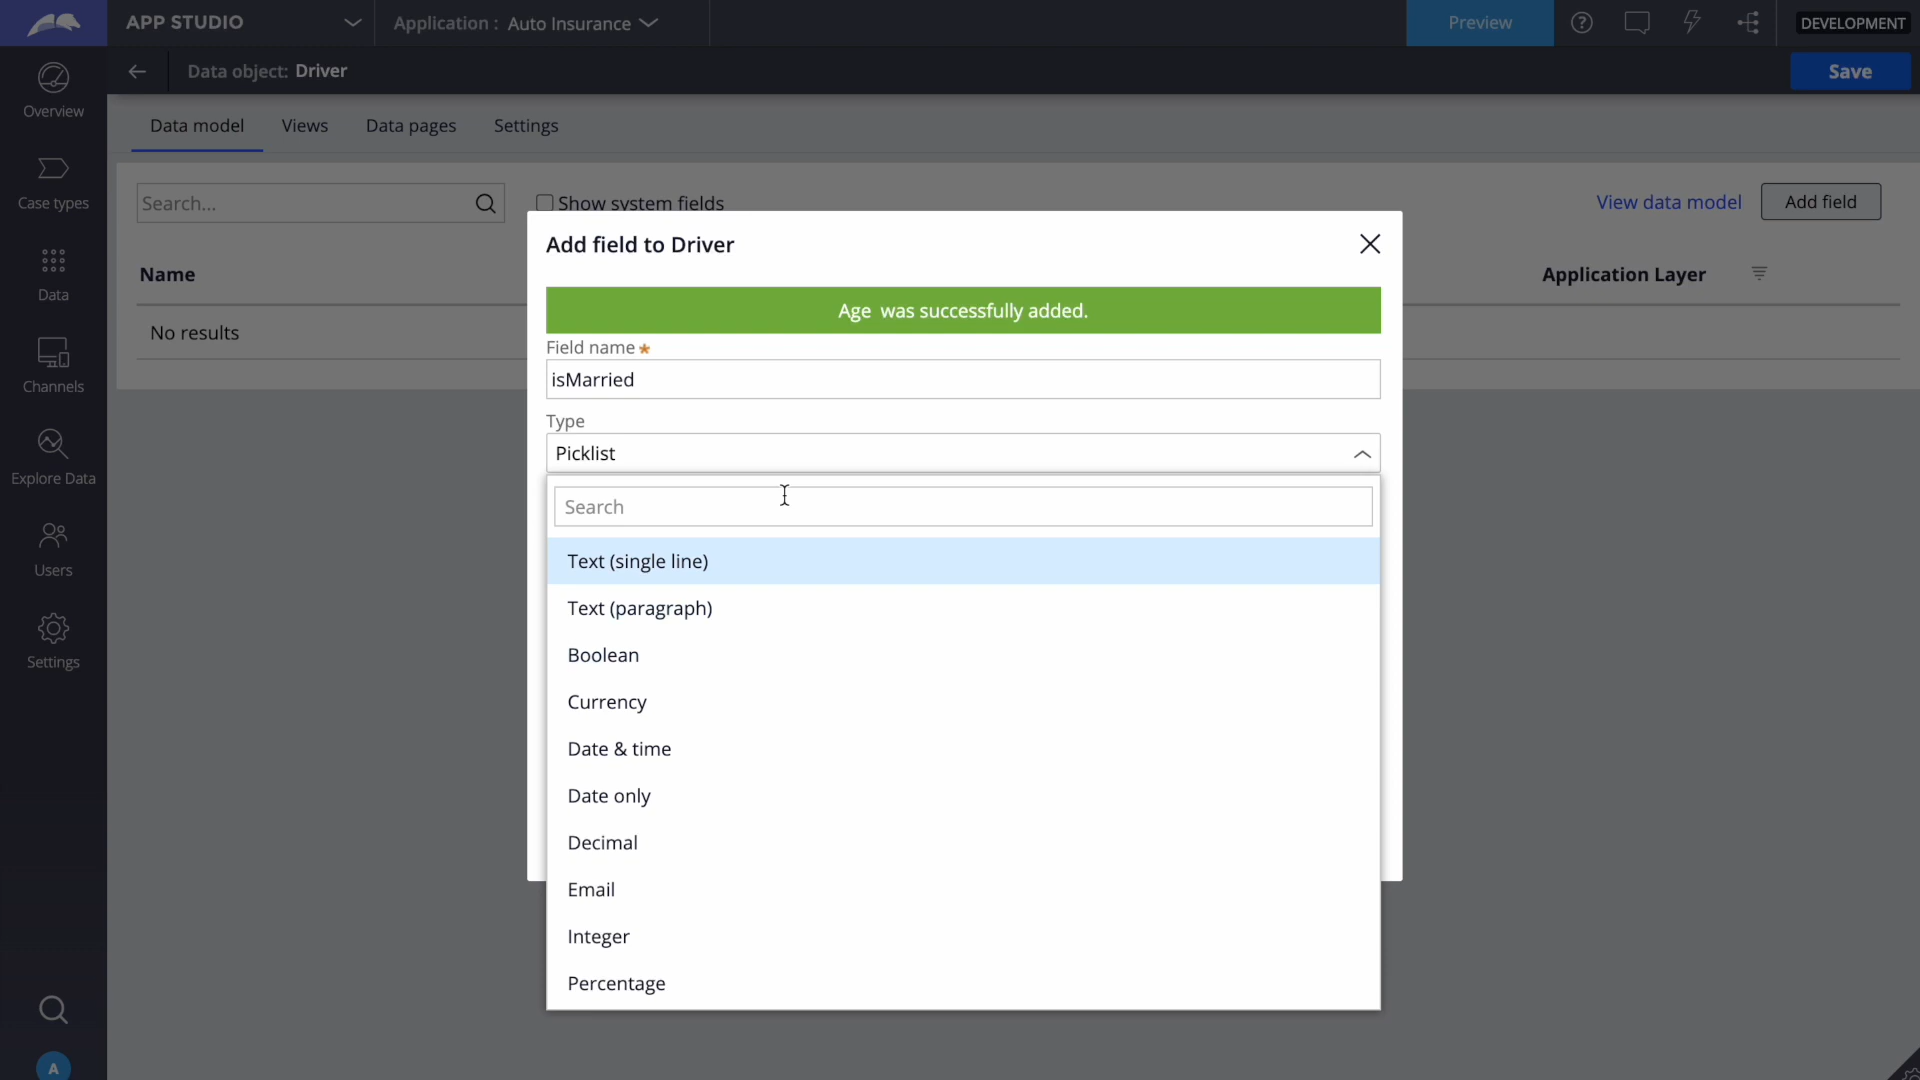 APP STUDIO
Application : Auto Insurance
Preview
DEVELOPMENT
Data object: Driver
Save
Overview
Case types
Data
Channels
Explore Data
Users
Settings
A
Data model
Views
Data pages
Settings
Search...
Show system fields
View data model
Add field
Name
Application Layer
No results
Add field to Driver
Age was successfully added.
Field name *
isMarried
Type
Picklist
Search
Text (single line)
Text (paragraph)
Boolean
Currency
Date & time
Date only
Decimal
Email
Integer
Percentage